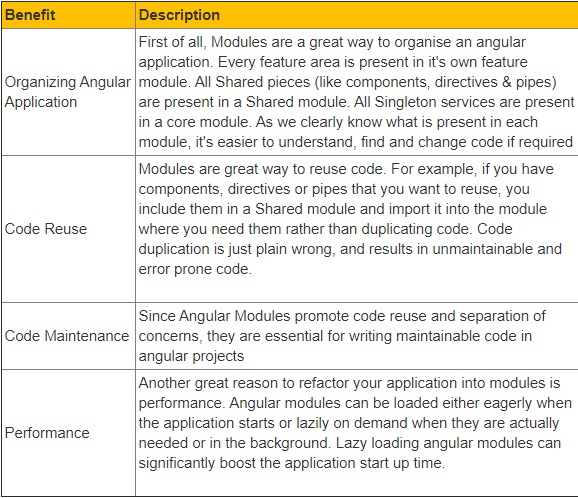 Benefit Description
Organizing Angular
Application
First of all, Modules are a great way to organise an angular
application. Every feature area is present in it's own feature
module. All Shared pieces (like components, directives & pipes)
are present in a Shared module. All Singleton services are present
in a core module. As we clearly know what is present in each
module, it's easier to understand, find and change code if required
Code Reuse
Modules are great way to reuse code. For example, if you have
components, directives or pipes that you want to reuse, you
include them in a Shared module and import it into the module
where you need them rather than duplicating code. Code
duplication is just plain wrong, and results in unmaintainable and
error prone code.
Code Maintenance
Since Angular Modules promote code reuse and separation of
concerns, they are essential for writing maintainable code in
angular projects
Performance
Another great reason to refactor your application into modules is
performance. Angular modules can be loaded either eagerly when
the application starts or lazily on demand when they are actually
needed or in the background. Lazy loading angular modules can
significantly boost the application start up time.